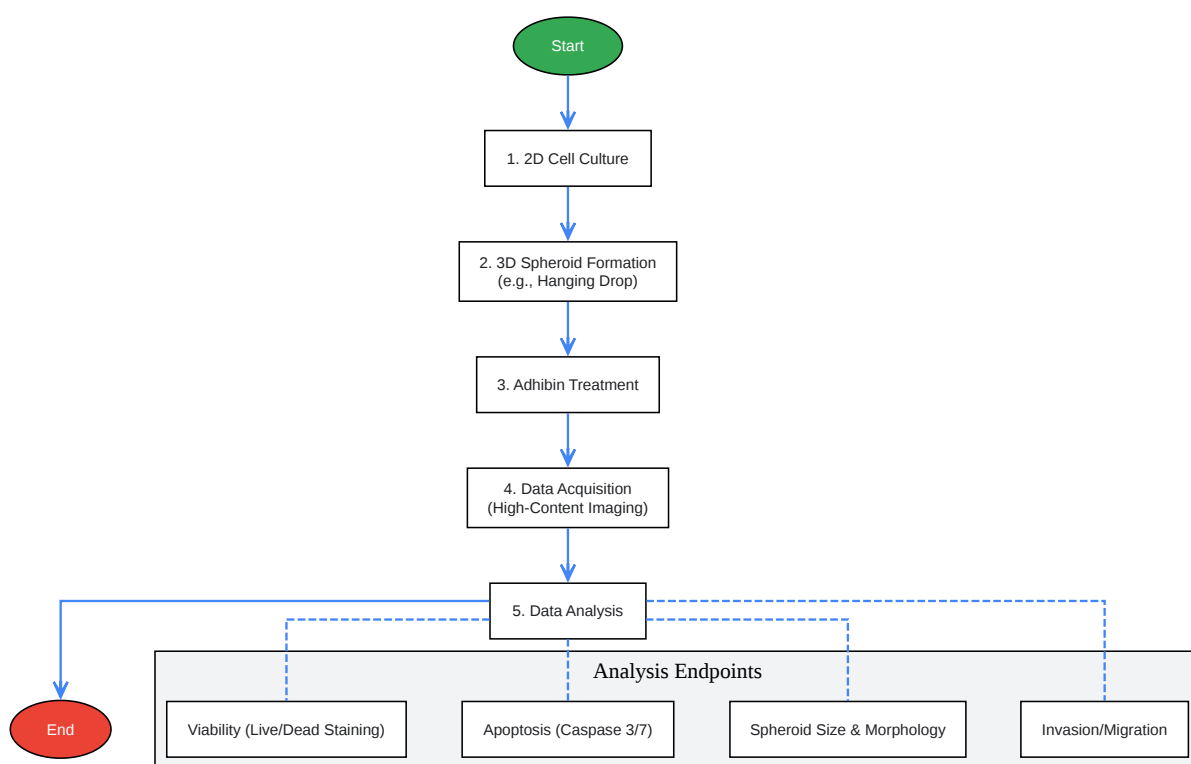 Start
1. 2D Cell Culture
2. 3D Spheroid Formation
(e.g., Hanging Drop)
3. Adhibin Treatment
4. Data Acquisition
(High-Content Imaging)
5. Data Analysis
Analysis Endpoints
End
Viability (Live/Dead Staining)
Apoptosis (Caspase 3/7)
Spheroid Size & Morphology
Invasion/Migration